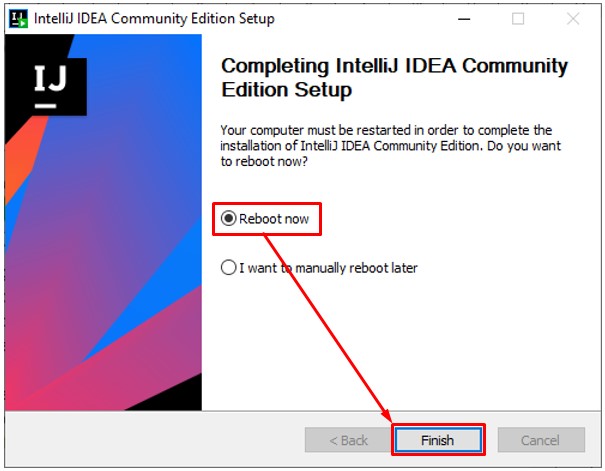 IntelliJ IDEA Community Edition Setup
IJ
Completing IntelliJ IDEA Community
Edition Setup
Your computer must be restarted in order to complete the
installation of IntelliJ IDEA Community Edition. Do you want
to reboot now?
Reboot now
I want to manually reboot later
< Back
Finish
Cancel